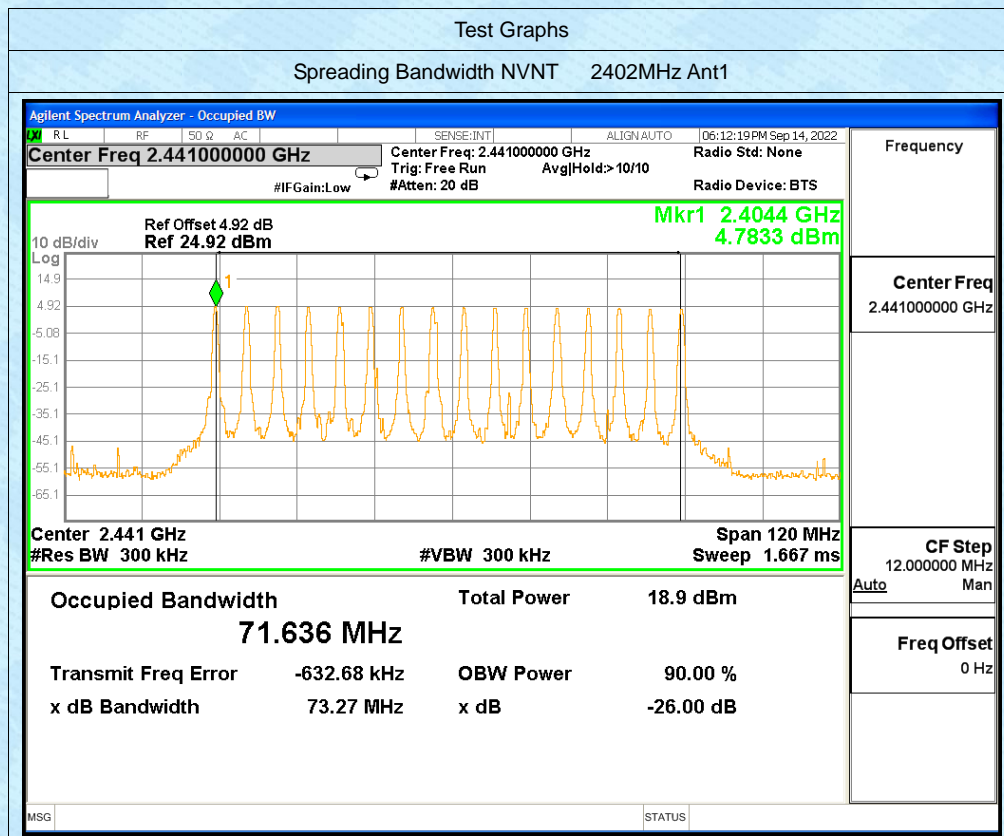 Test Graphs
Spreading Bandwidth NVNT 2402MHz Ant1
Agilent Spectrum Analyzer - Occupied BW
LXI RL RF 50 Ω AC SENSE:INT ALIGN AUTO 06:12:19 PM Sep 14, 2022
Center Freq 2.441000000 GHz
Center Freq: 2.441000000 GHz
Radio Std: None
Trig: Free Run Avg|Hold:>10/10
#IFGain:Low #Atten: 20 dB Radio Device: BTS
Frequency
Ref Offset 4.92 dB
Mkr1 2.4044 GHz
10 dB/div Ref 24.92 dBm 4.7833 dBm
Log
1
14.9
4.92
-5.08
-15.1
-25.1
-35.1
-45.1
-55.1
-65.1
Center Freq
2.441000000 GHz
Center 2.441 GHz Span 120 MHz
#Res BW 300 kHz #VBW 300 kHz Sweep 1.667 ms
CF Step
12.000000 MHz
Auto Man
Occupied Bandwidth Total Power 18.9 dBm
71.636 MHz
Freq Offset
0 Hz
Transmit Freq Error -632.68 kHz OBW Power 90.00 %
x dB Bandwidth 73.27 MHz x dB -26.00 dB
MSG STATUS